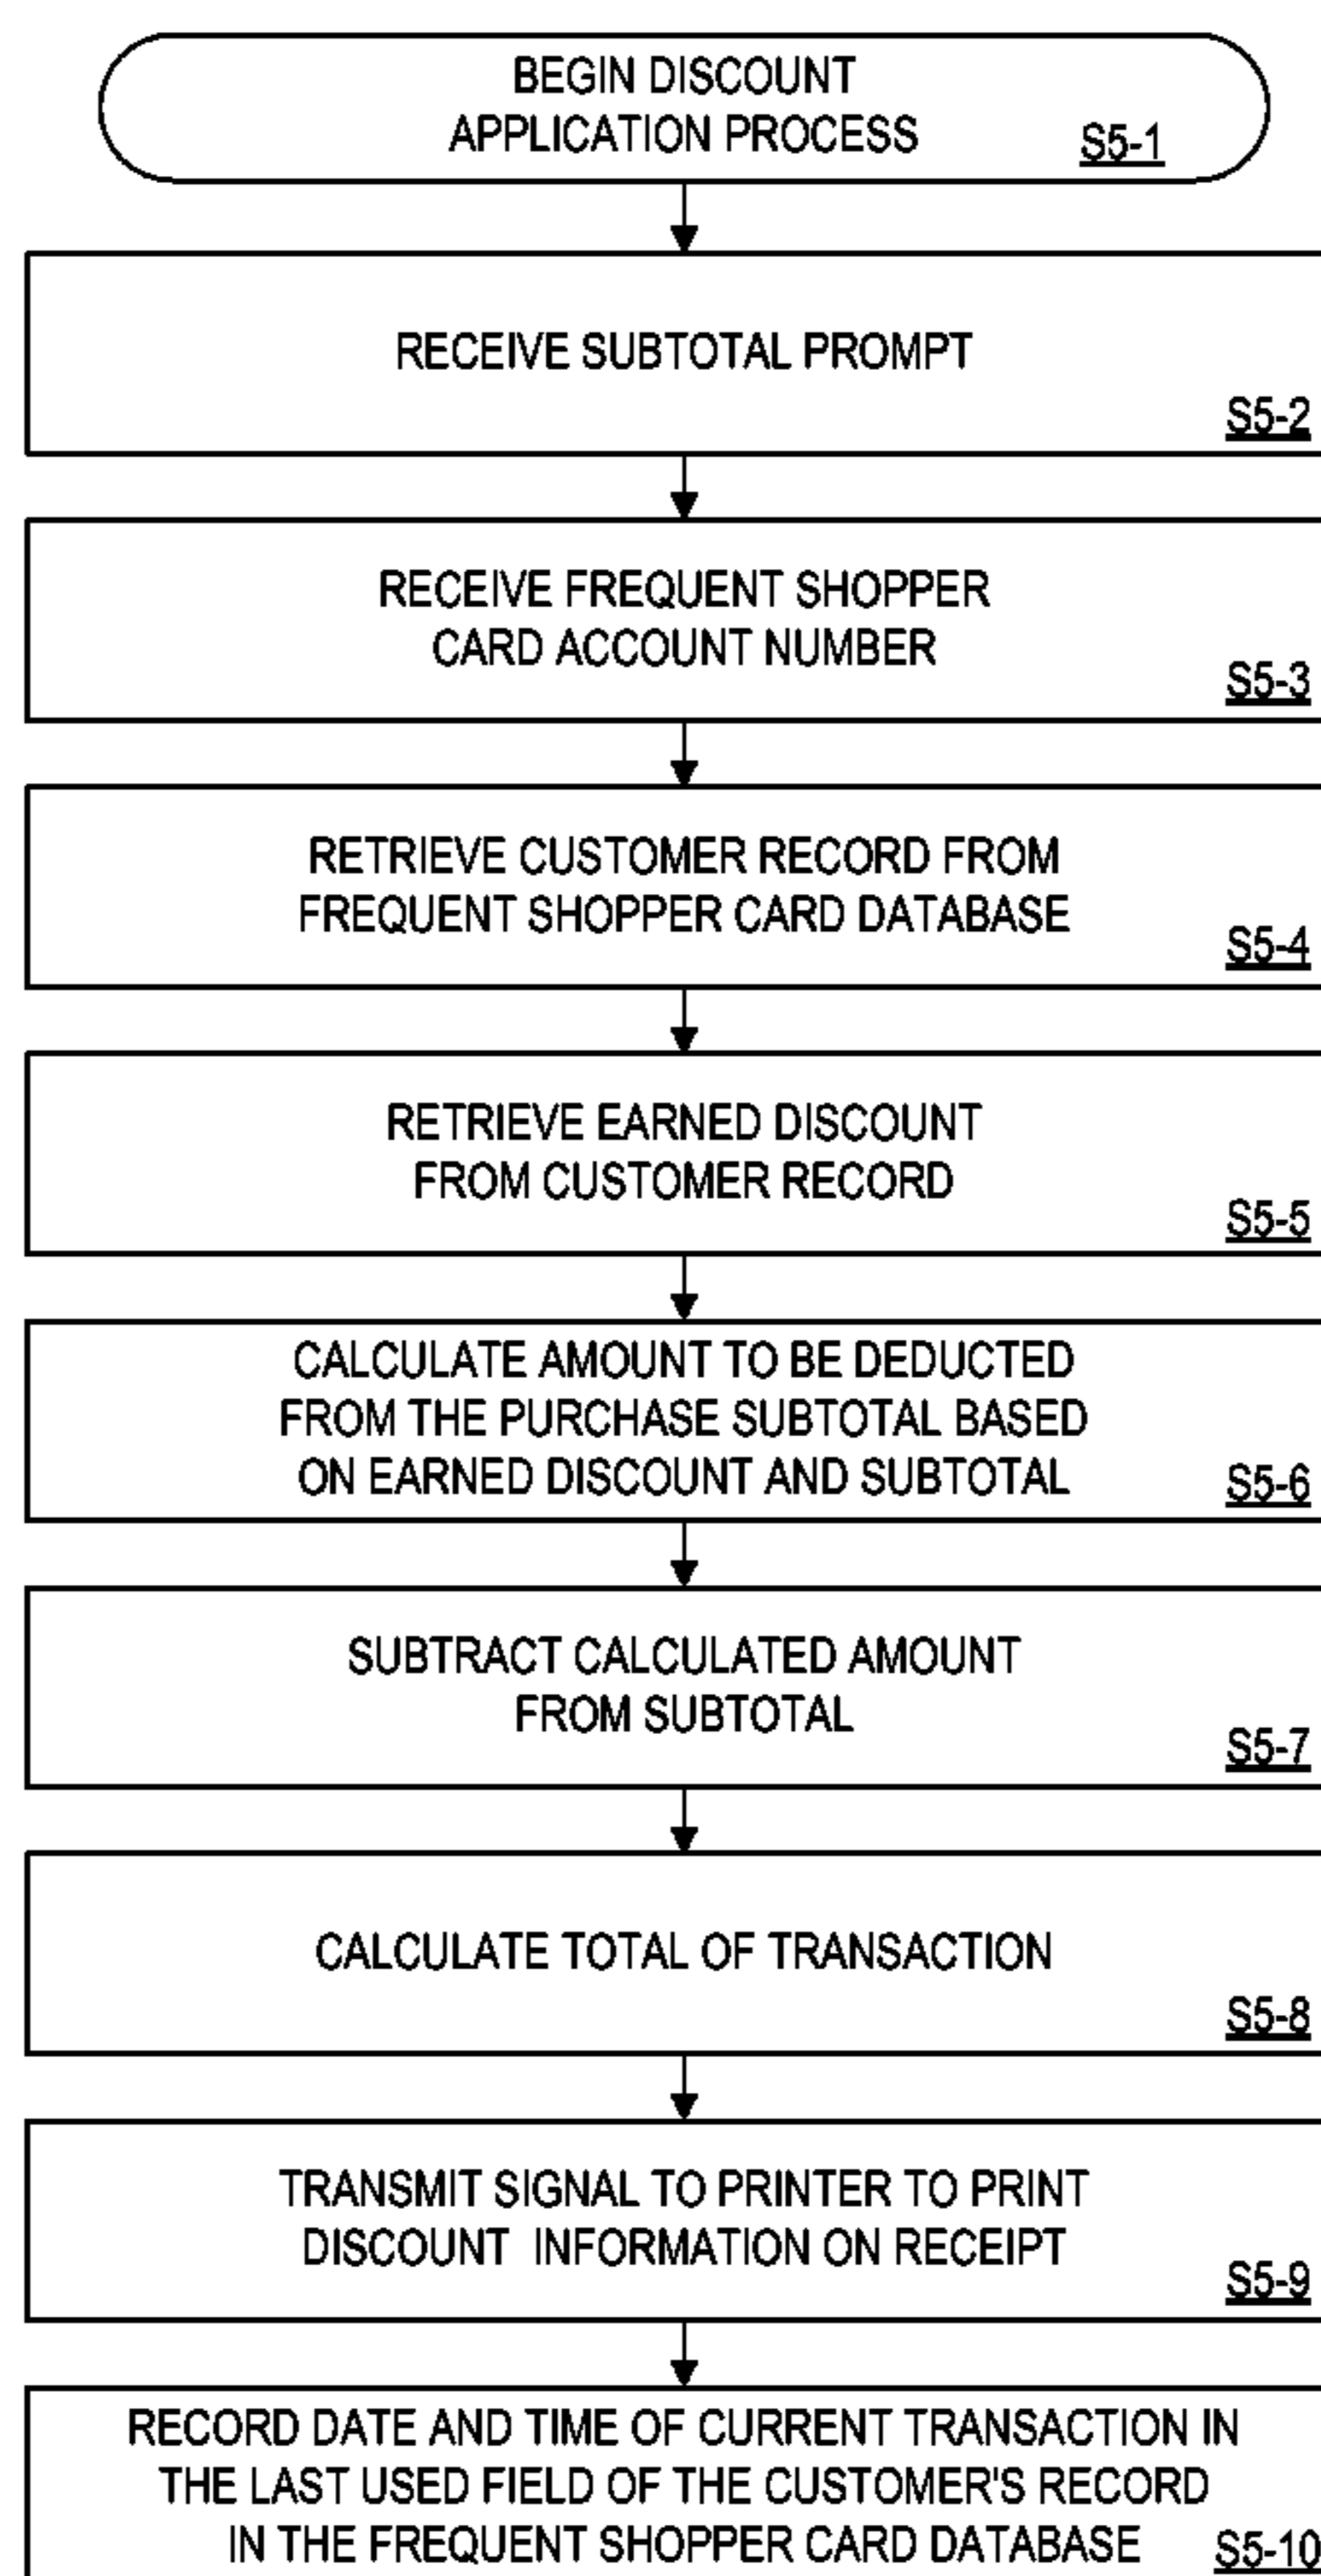 BEGIN DISCOUNT
APPLICATION PROCESS
S5-1
RECEIVE SUBTOTAL PROMPT
S5-2
RECEIVE FREQUENT SHOPPER
CARD ACCOUNT NUMBER
S5-3
RETRIEVE CUSTOMER RECORD FROM
FREQUENT SHOPPER CARD DATABASE
S5-4
RETRIEVE EARNED DISCOUNT
FROM CUSTOMER RECORD
S5-5
CALCULATE AMOUNT TO BE DEDUCTED
FROM THE PURCHASE SUBTOTAL BASED
ON EARNED DISCOUNT AND SUBTOTAL
S5-6
SUBTRACT CALCULATED AMOUNT
FROM SUBTOTAL
S5-7
CALCULATE TOTAL OF TRANSACTION
S5-8
TRANSMIT SIGNAL TO PRINTER TO PRINT
DISCOUNT INFORMATION ON RECEIPT
S5-9
RECORD DATE AND TIME OF CURRENT TRANSACTION IN
THE LAST USED FIELD OF THE CUSTOMER'S RECORD
IN THE FREQUENT SHOPPER CARD DATABASE
S5-10